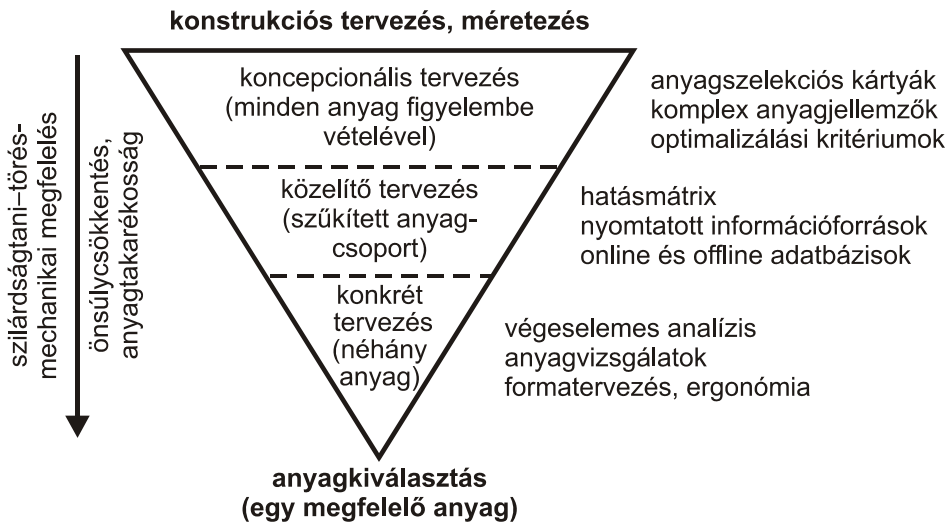 konstrukciós tervezés, méretezés
koncepcionális tervezés
(minden anyag figyelembe
vételével)
anyagszelekciós kártyák
komplex anyagjellemzők
optimalizálási kritériumok
közelítő tervezés
(szűkített anyag-
csoport)
hatásmátrix
nyomtatott információforrások
online és offline adatbázisok
konkrét
tervezés
(néhány
anyag)
végeselemes analízis
anyagvizsgálatok
formatervezés, ergonómia
anyagkiválasztás
(egy megfelelő anyag)
szilárdságtani–törés-
mechanikai megfelelés
önsúlycsökkentés,
anyagtakarékosság